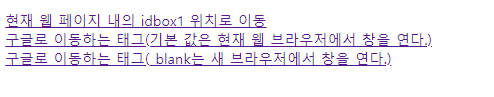 현재 웹 페이지 내의 idbox1 위치로 이동
구글로 이동하는 태그(기본 값은 현재 웹 브라우저에서 창을 연다.)
구글로 이동하는 태그( blank는 새 브라우저에서 창을 연다.)